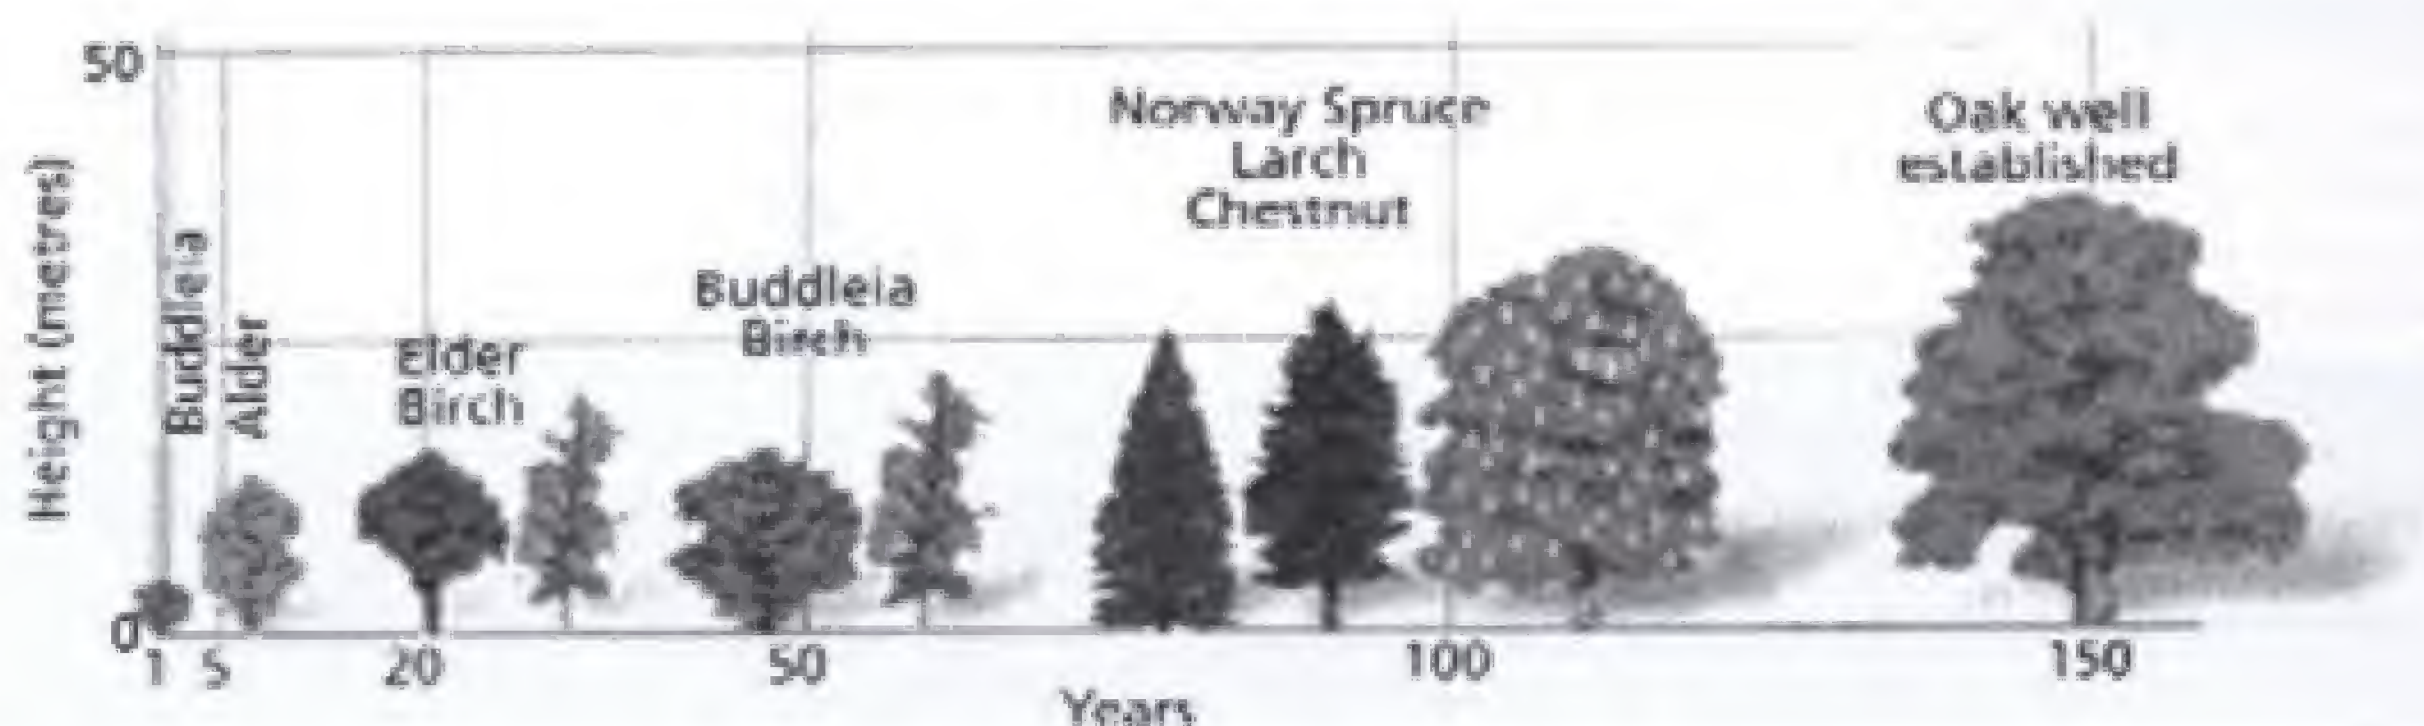 50
Height (metres)
0
Buddleia
Alder
Elder
Birch
Buddleia
Birch
Norway Spruce
Larch
Chestnut
Oak well
established
1 5 20 50 100 150
Years